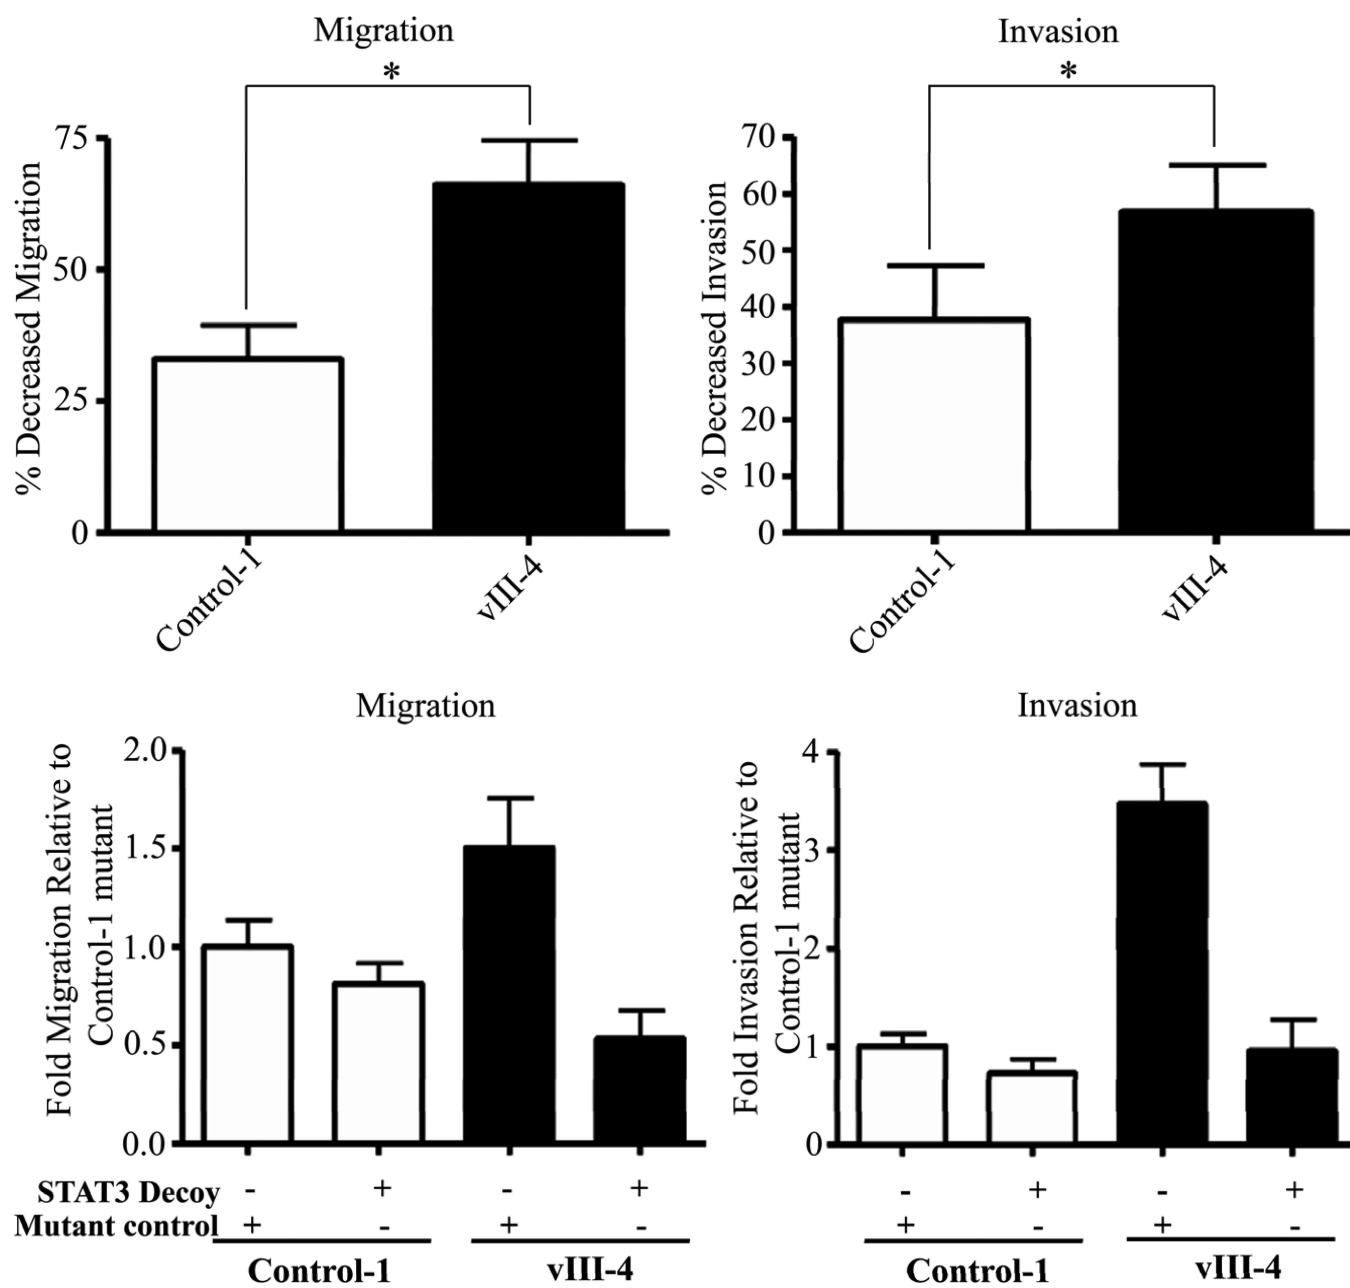 Migration
*
% Decreased Migration
75
50
25
0
Control-1
vIII-4
Invasion
*
% Decreased Invasion
70
60
50
40
30
20
10
0
Control-1
vIII-4
Migration
Fold Migration Relative to
Control-1 mutant
2.0
1.5
1.0
0.5
0.0
Invasion
Fold Invasion Relative to
Control-1 mutant
4
3
2
1
0
STAT3 Decoy - + - + - + - +
Mutant control + - + - + - + -
Control-1 vIII-4 Control-1 vIII-4